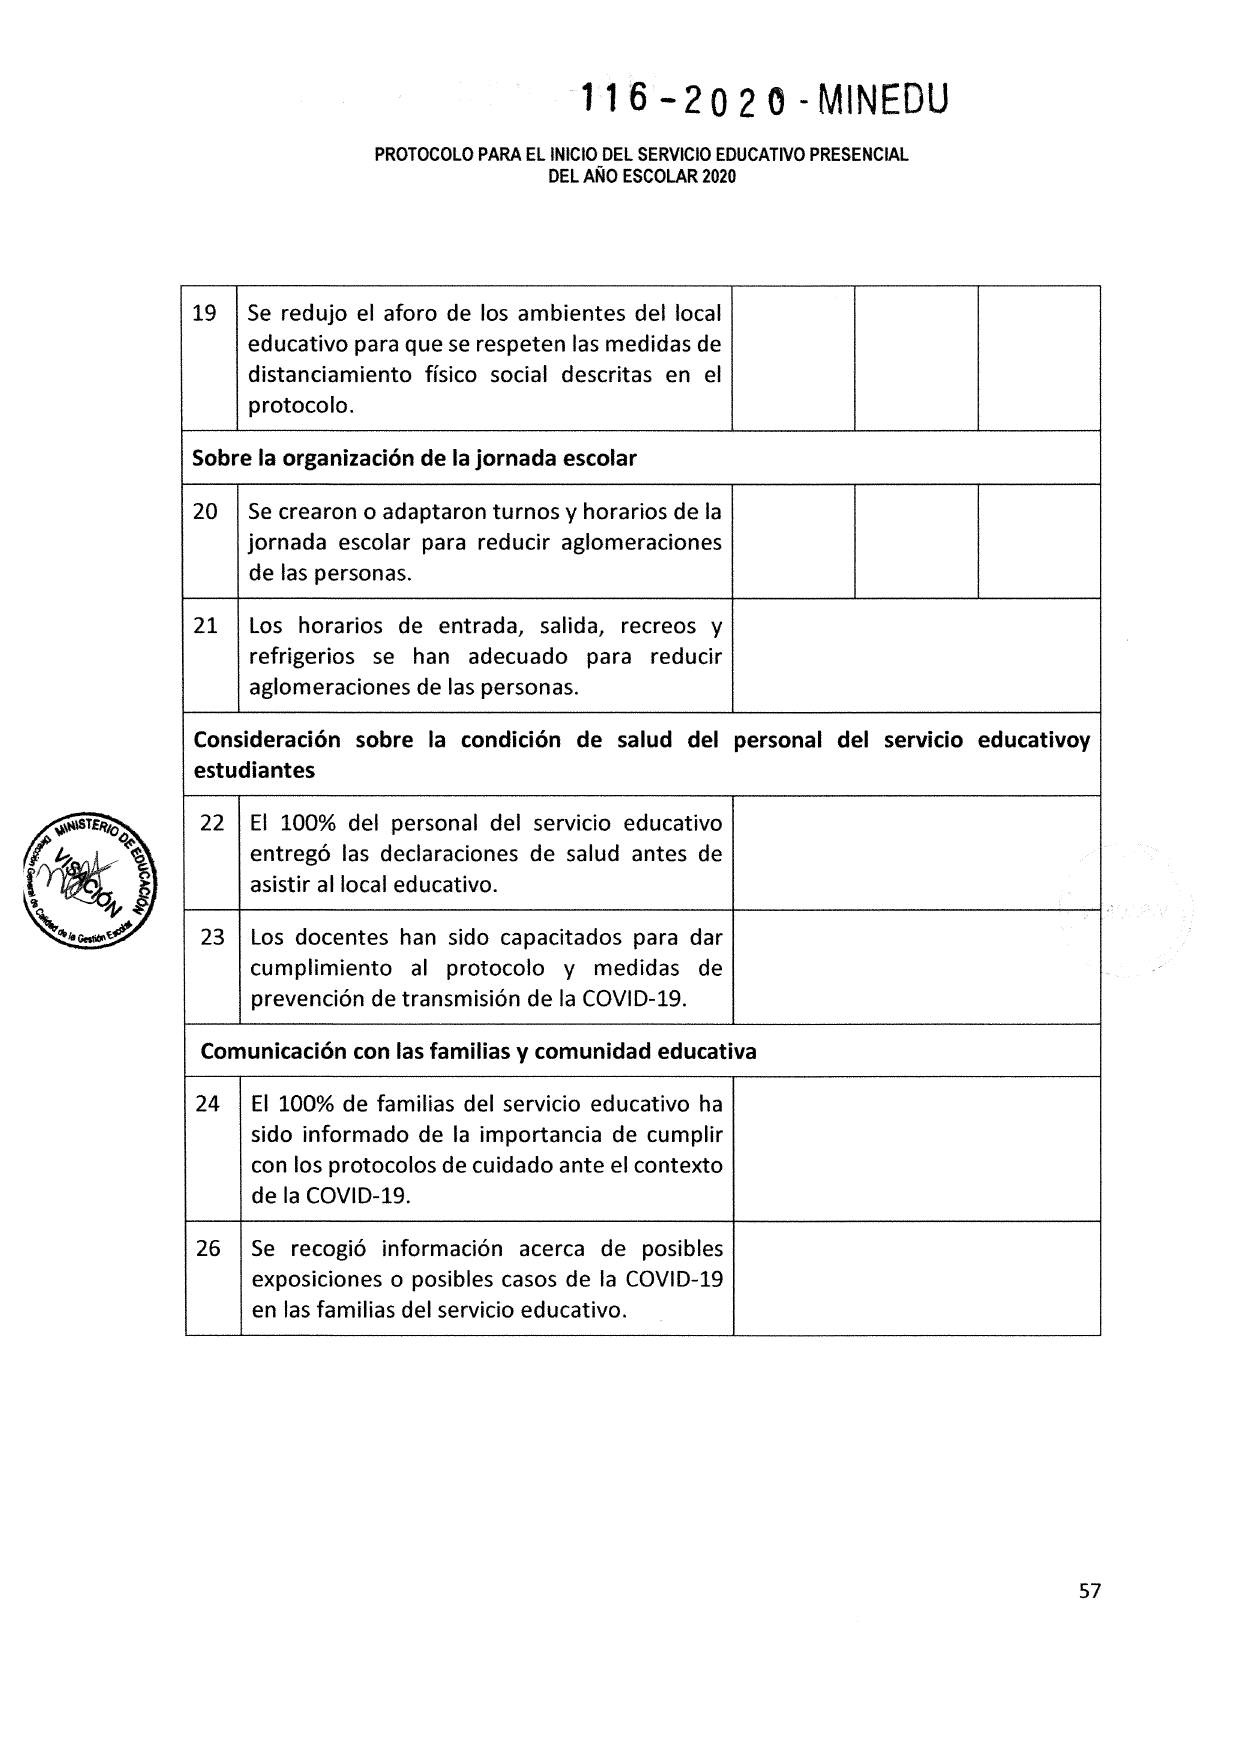 116-2020-MINEDU
PROTOCOLO PARA EL INICIO DEL SERVICIO EDUCATIVO PRESENCIAL
DEL AÑO ESCOLAR 2020
19 Se redujo el aforo de los ambientes del local
educativo para que se respeten las medidas de
distanciamiento físico social descritas en el
protocolo.
Sobre la organización de la jornada escolar
20 Se crearon o adaptaron turnos y horarios de la
jornada escolar para reducir aglomeraciones
de las personas.
21 Los horarios de entrada, salida, recreos y
refrigerios se han adecuado para reducir
aglomeraciones de las personas.
Consideración sobre la condición de salud del personal del servicio educativoy
estudiantes
22 El 100% del personal del servicio educativo
entregó las declaraciones de salud antes de
asistir al local educativo.
23 Los docentes han sido capacitados para dar
cumplimiento al protocolo y medidas de
prevención de transmisión de la COVID-19.
Comunicación con las familias y comunidad educativa
24 El 100% de familias del servicio educativo ha
sido informado de la importancia de cumplir
con los protocolos de cuidado ante el contexto
de la COVID-19.
26 Se recogió información acerca de posibles
exposiciones o posibles casos de la COVID-19
en las familias del servicio educativo.
MINISTERIO DE EDUCACIÓN
VISACIÓN
Dirección General de Calidad de la Gestión Escolar
57